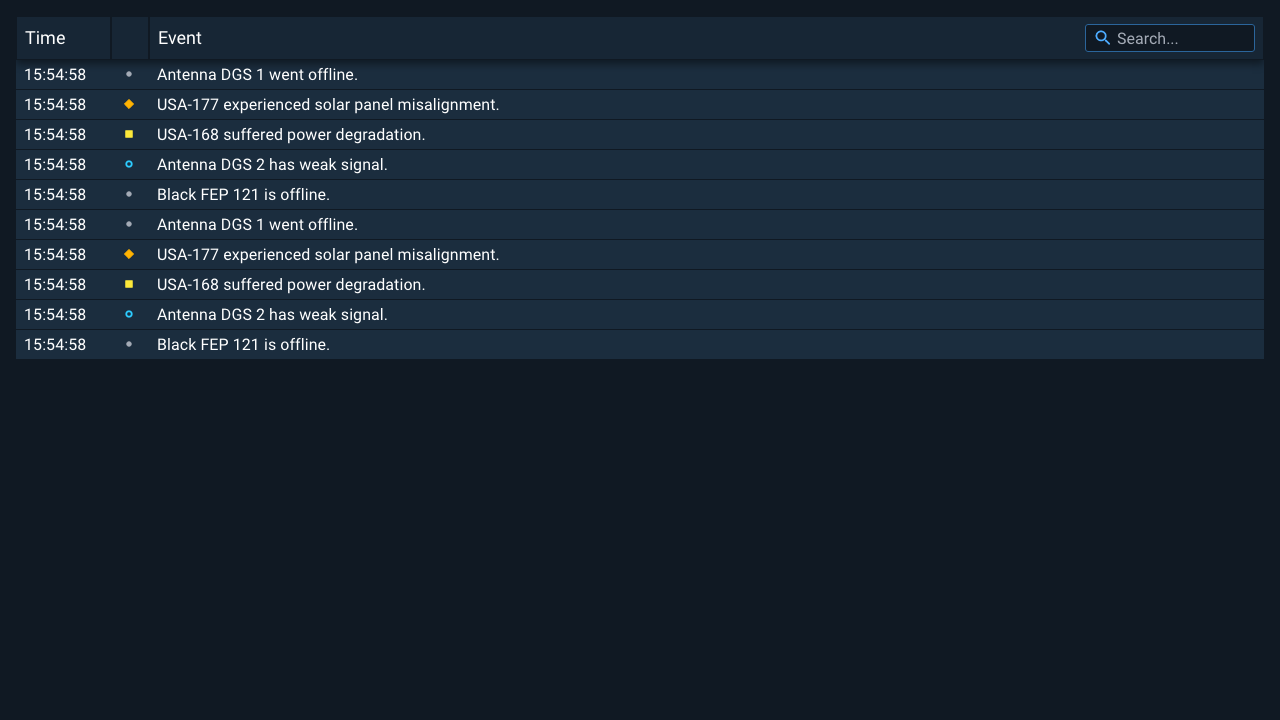 Time Event Search...
15:54:58 Antenna DGS 1 went offline.
15:54:58 USA-177 experienced solar panel misalignment.
15:54:58 USA-168 suffered power degradation.
15:54:58 Antenna DGS 2 has weak signal.
15:54:58 Black FEP 121 is offline.
15:54:58 Antenna DGS 1 went offline.
15:54:58 USA-177 experienced solar panel misalignment.
15:54:58 USA-168 suffered power degradation.
15:54:58 Antenna DGS 2 has weak signal.
15:54:58 Black FEP 121 is offline.